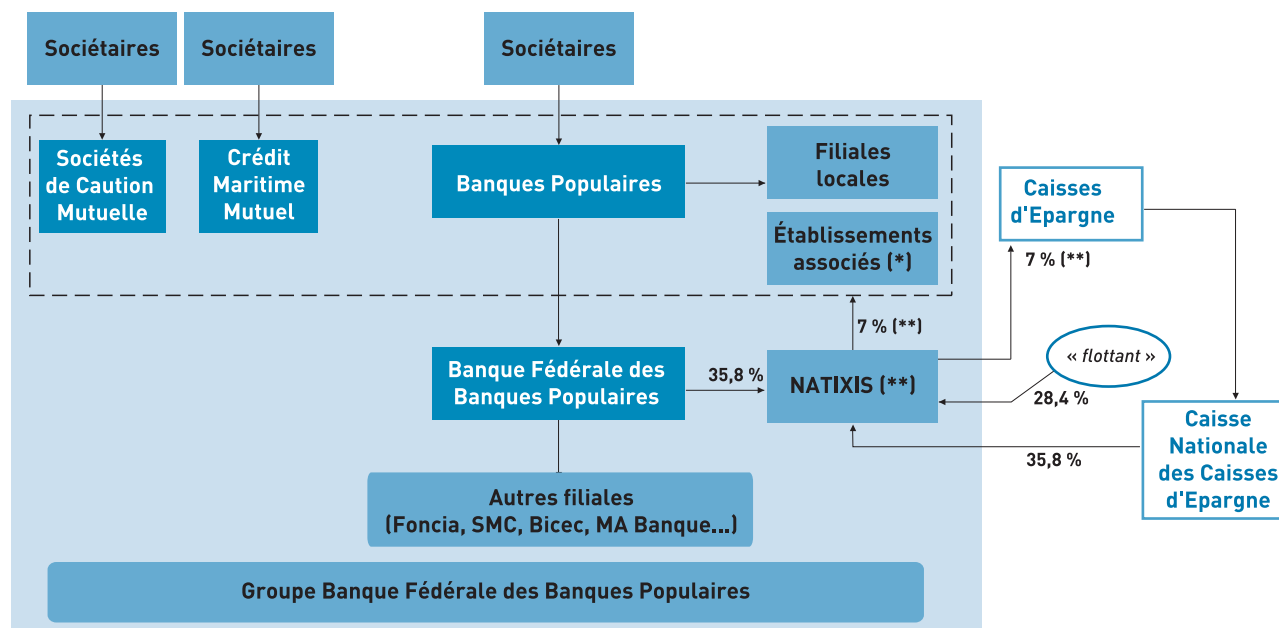 Sociétaires
Sociétaires
Sociétaires
Sociétés
de Caution
Mutuelle
Crédit
Maritime
Mutuel
Banques Populaires
Filiales
locales
Établissements
associés (*)
Caisses
d'Epargne
7 % (**)
7 % (**)
« flottant »
Banque Fédérale des
Banques Populaires
35,8 %
NATIXIS (**)
28,4 %
35,8 %
Caisse
Nationale
des Caisses
d'Epargne
Autres filiales
(Foncia, SMC, Bicec, MA Banque...)
Groupe Banque Fédérale des Banques Populaires